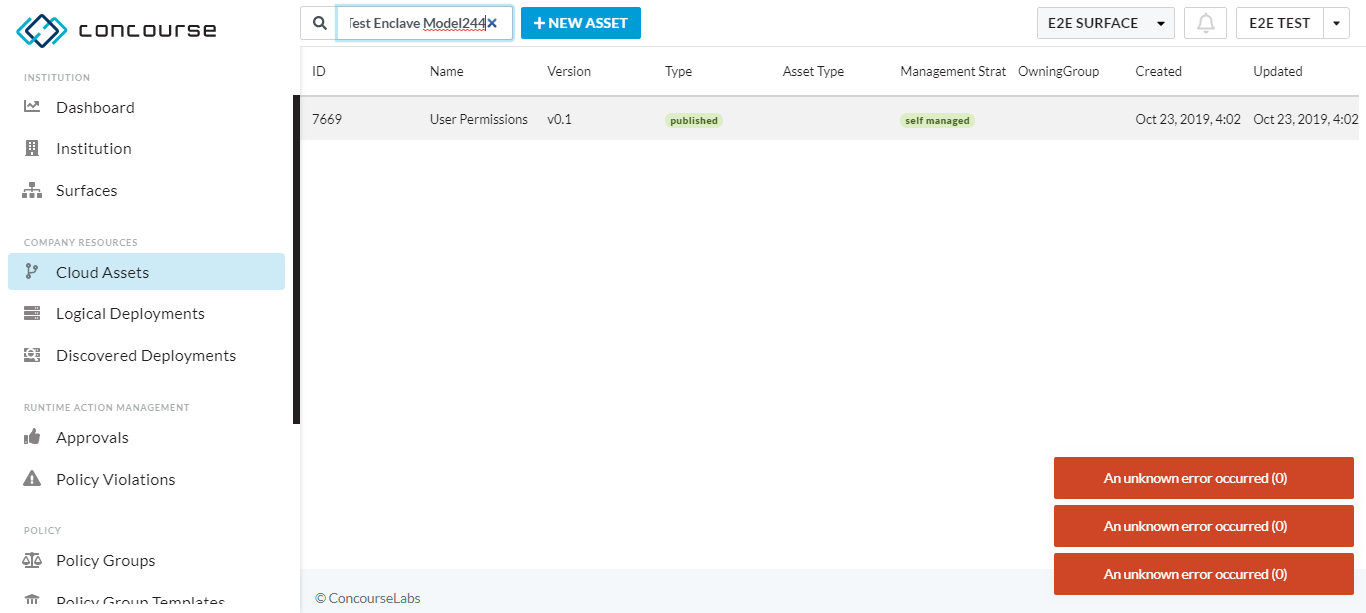 concourse
Test Enclave Model244
+ NEW ASSET
E2E SURFACE
E2E TEST
INSTITUTION
Dashboard
Institution
Surfaces
COMPANY RESOURCES
Cloud Assets
Logical Deployments
Discovered Deployments
RUNTIME ACTION MANAGEMENT
Approvals
Policy Violations
POLICY
Policy Groups
Policy Group Templates
ID Name Version Type Asset Type Management Strat OwningGroup Created Updated
7669 User Permissions v0.1 published self managed Oct 23, 2019, 4:02 Oct 23, 2019, 4:02
An unknown error occurred (0)
An unknown error occurred (0)
An unknown error occurred (0)
© ConcourseLabs